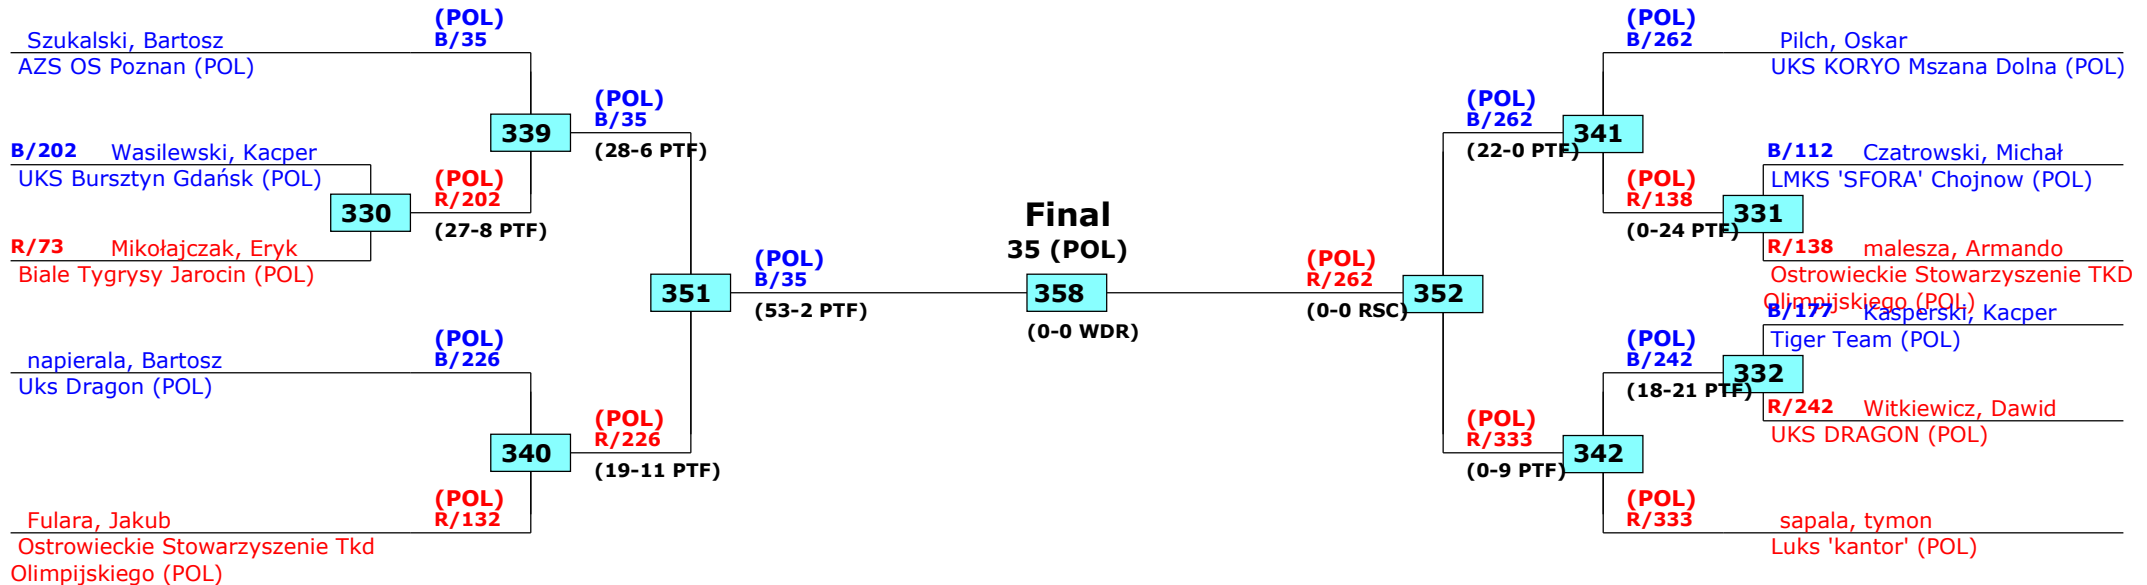 (POL)
B/35
Szukalski, Bartosz
AZS OS Poznan (POL)
339
(POL)
B/35
(28-6 PTF)
B/202 Wasilewski, Kacper
UKS Bursztyn Gdańsk (POL)
330
(POL)
R/202
(27-8 PTF)
R/73 Mikołajczak, Eryk
Biale Tygrysy Jarocin (POL)
351
(POL)
B/35
(53-2 PTF)
(POL)
B/226
napierala, Bartosz
Uks Dragon (POL)
340
(POL)
R/226
(19-11 PTF)
(POL)
R/132
Fulara, Jakub
Ostrowieckie Stowarzyszenie Tkd
Olimpijskiego (POL)
Final
35 (POL)
358
(0-0 WDR)
(POL)
R/262
(0-0 RSC)
352
(POL)
B/262
(22-0 PTF)
341
(POL)
B/262
Pilch, Oskar
UKS KORYO Mszana Dolna (POL)
B/112 Czatrowski, Michał
LMKS 'SFORA' Chojnow (POL)
(POL)
R/138
(0-24 PTF)
331
R/138 malesza, Armando
Ostrowieckie Stowarzyszenie TKD
Olimpijskiego (POL)
B/177 Kasperski, Kacper
Tiger Team (POL)
(POL)
B/242
(18-21 PTF)
332
R/242 Witkiewicz, Dawid
UKS DRAGON (POL)
(POL)
R/333
(0-9 PTF)
342
(POL)
R/333
sapala, tymon
Luks 'kantor' (POL)